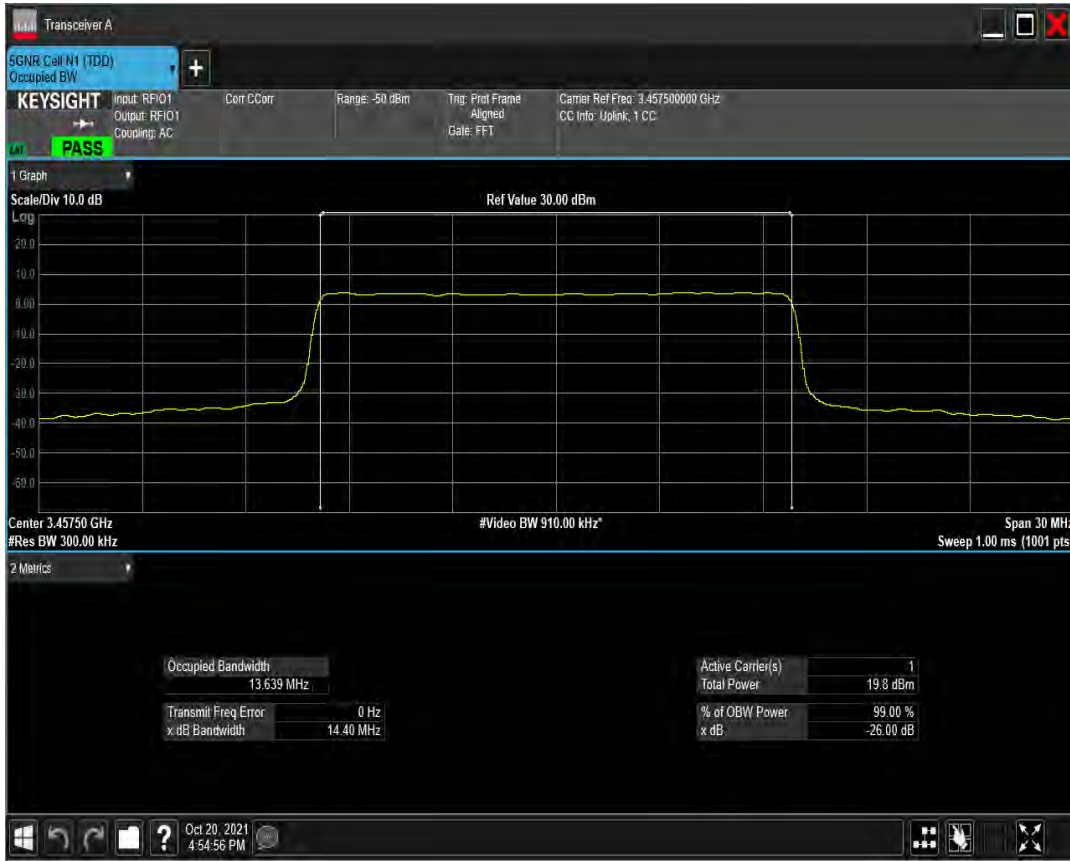 Transceiver A
5GNR Cell N1 (TDD)
Occupied BW
+
KEYSIGHT
Input: RFIO1
Output: RFIO1
Coupling: AC
Corr CCorr
Range: -50 dBm
Trig: Prot Frame
Aligned
Gate: FFT
Carrier Ref Freq: 3.457500000 GHz
CC Info: Uplink, 1 CC
PASS
1 Graph
Scale/Div 10.0 dB
Ref Value 30.00 dBm
Log
20.0
10.0
0.00
-10.0
-20.0
-30.0
-40.0
-50.0
-60.0
Center 3.45750 GHz
#Video BW 910.00 kHz*
Span 30 MHz
#Res BW 300.00 kHz
Sweep 1.00 ms (1001 pts
2 Metrics
Occupied Bandwidth
13.639 MHz
Transmit Freq Error 0 Hz
x dB Bandwidth 14.40 MHz
Active Carrier(s) 1
Total Power 19.8 dBm
% of OBW Power 99.00 %
x dB -26.00 dB
?
Oct 20, 2021
4:54:56 PM